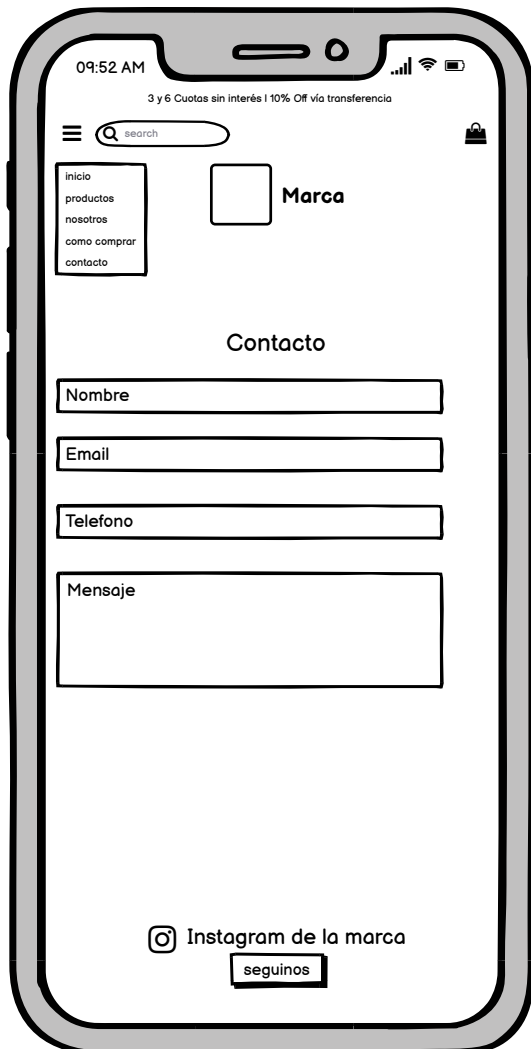 09:52 AM
3 y 6 Cuotas sin interés | 10% Off vía transferencia
search
inicio
productos
nosotros
como comprar
contacto
Marca
Contacto
Nombre
Email
Telefono
Mensaje
Instagram de la marca
seguinos